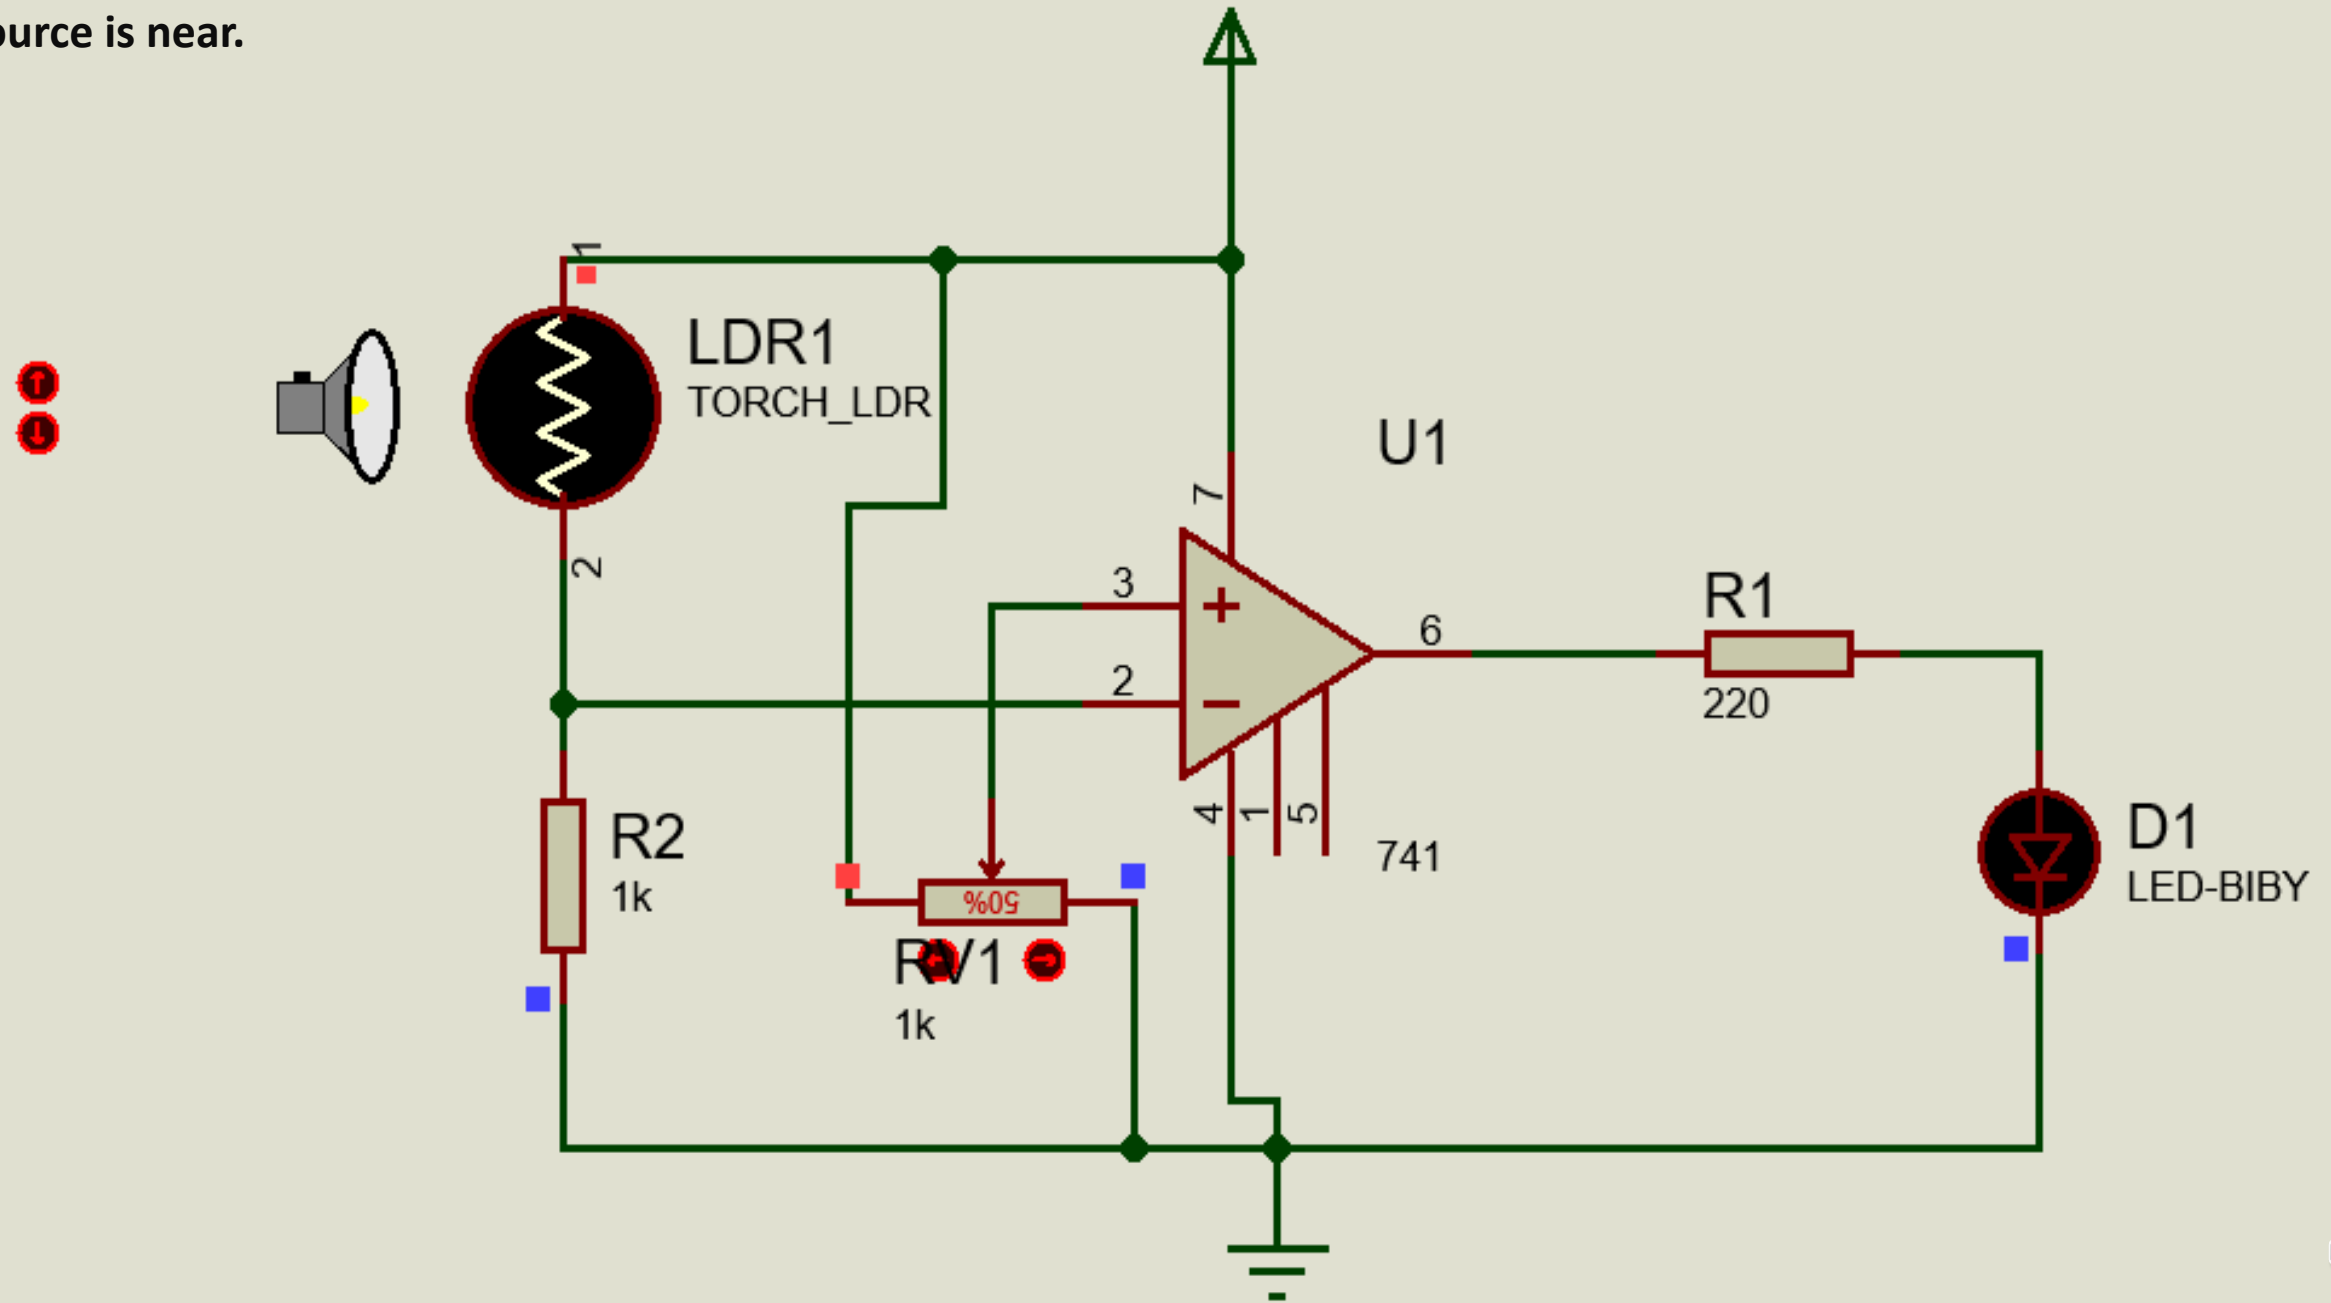 ource is near.
1
LDR1
TORCH_LDR
2
U1
7
3
2
6
4
1
5
741
R1
220
R2
1k
50%
RV1
1k
D1
LED-BIBY